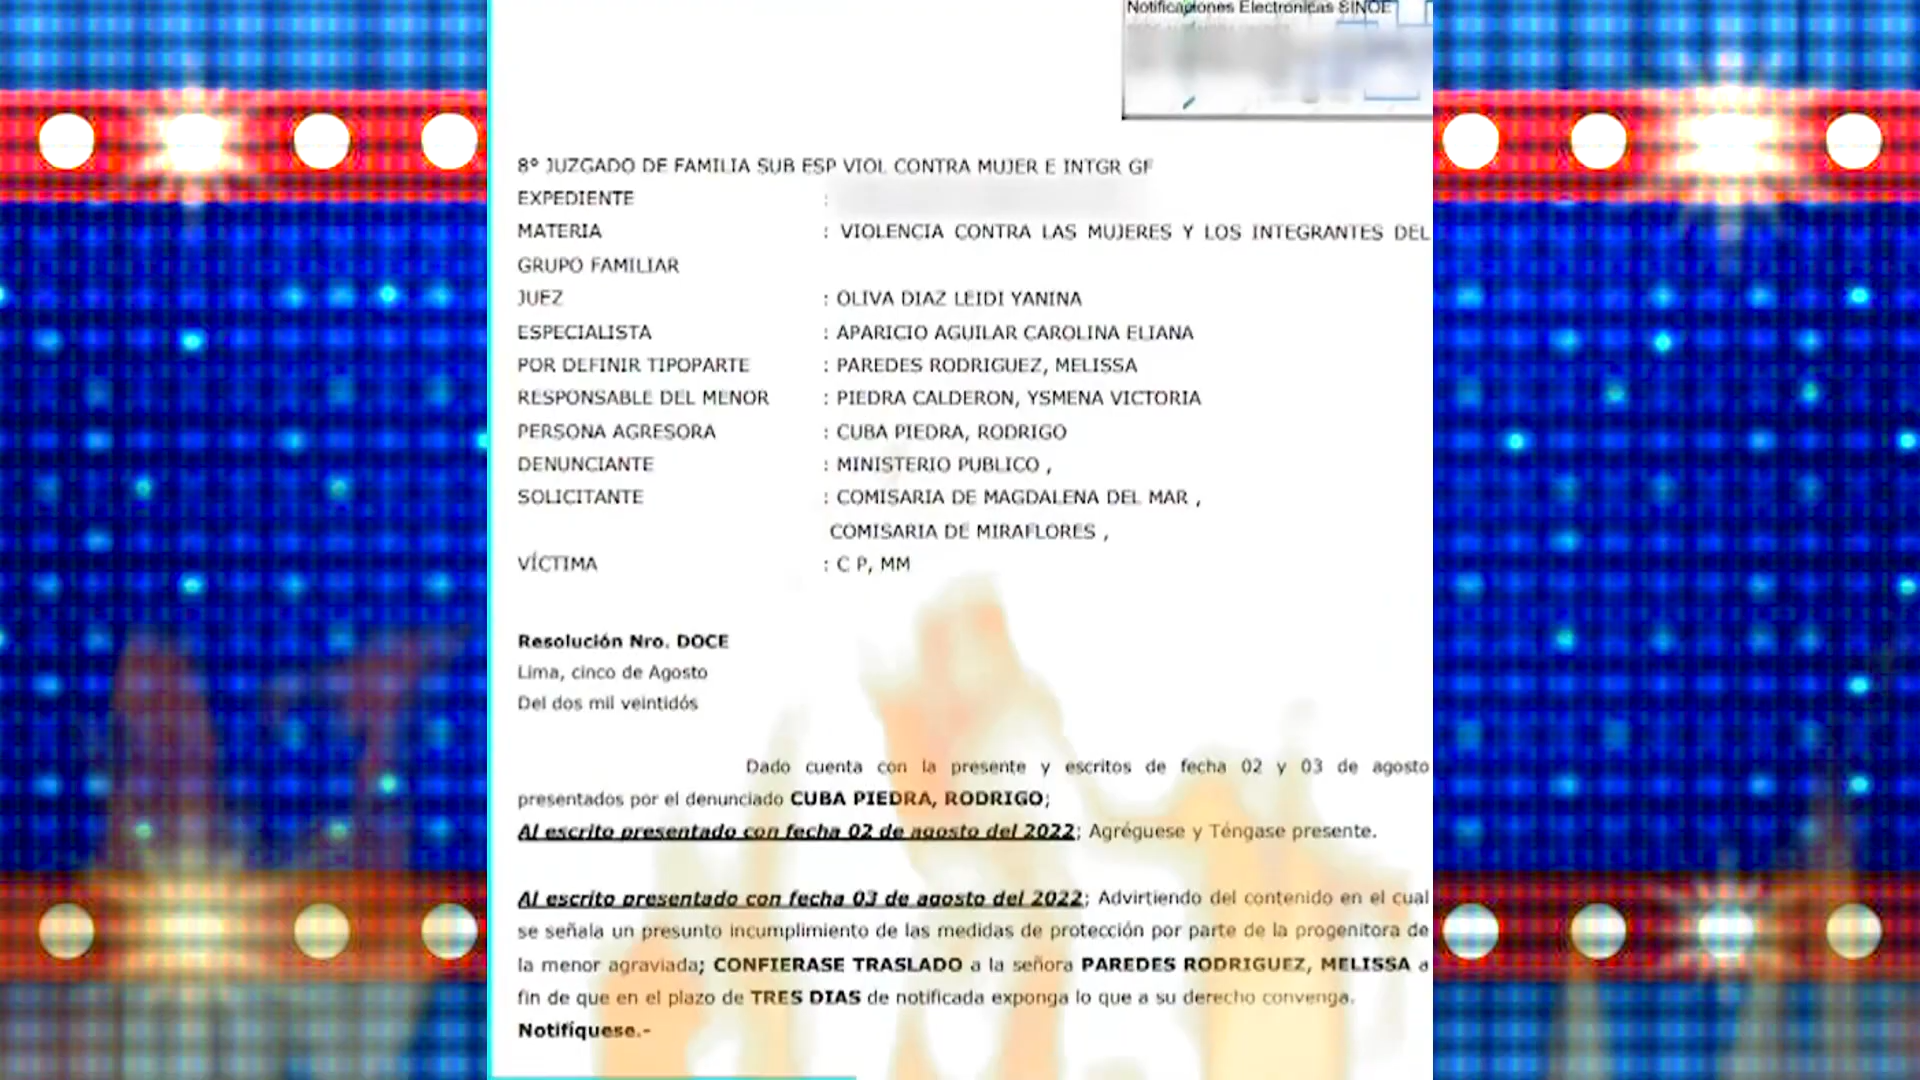 Notificaciones Electronicas SINOE
8° JUZGADO DE FAMILIA SUB ESP VIOL CONTRA MUJER E INTGR GF
EXPEDIENTE :
MATERIA : VIOLENCIA CONTRA LAS MUJERES Y LOS INTEGRANTES DEL
GRUPO FAMILIAR
JUEZ : OLIVA DIAZ LEIDI YANINA
ESPECIALISTA : APARICIO AGUILAR CAROLINA ELIANA
POR DEFINIR TIPOPARTE : PAREDES RODRIGUEZ, MELISSA
RESPONSABLE DEL MENOR : PIEDRA CALDERON, YSMENA VICTORIA
PERSONA AGRESORA : CUBA PIEDRA, RODRIGO
DENUNCIANTE : MINISTERIO PUBLICO ,
SOLICITANTE : COMISARIA DE MAGDALENA DEL MAR ,
COMISARIA DE MIRAFLORES ,
VÍCTIMA : C P, MM
Resolución Nro. DOCE
Lima, cinco de Agosto
Del dos mil veintidós
Dado cuenta con la presente y escritos de fecha 02 y 03 de agosto
presentados por el denunciado CUBA PIEDRA, RODRIGO;
Al escrito presentado con fecha 02 de agosto del 2022; Agréguese y Téngase presente.
Al escrito presentado con fecha 03 de agosto del 2022; Advirtiendo del contenido en el cual
se señala un presunto incumplimiento de las medidas de protección por parte de la progenitora de
la menor agraviada; CONFIERASE TRASLADO a la señora PAREDES RODRIGUEZ, MELISSA a
fin de que en el plazo de TRES DIAS de notificada exponga lo que a su derecho convenga.
Notifíquese.-